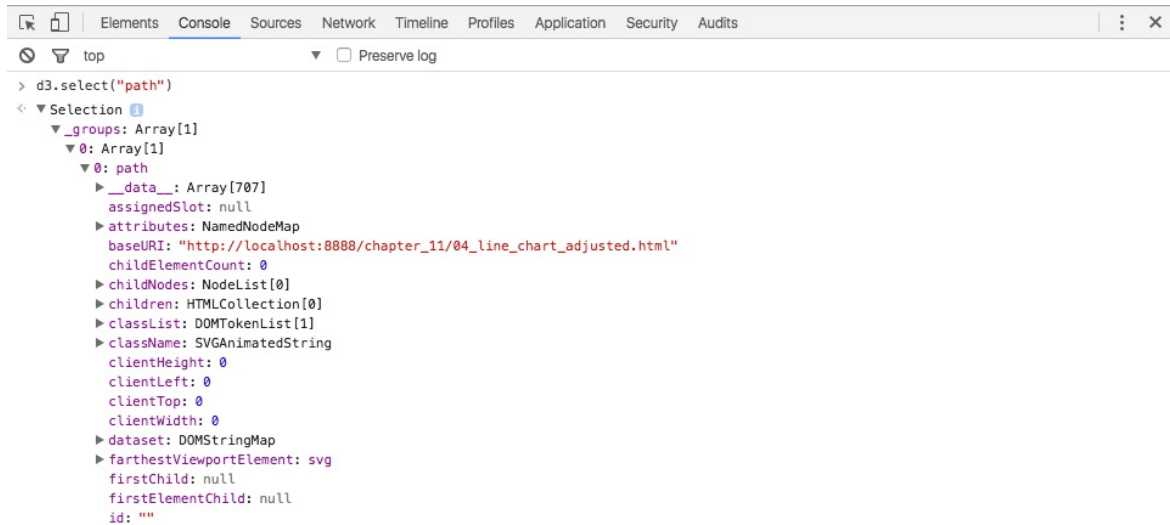 Elements Console Sources Network Timeline Profiles Application Security Audits
top Preserve log
> d3.select("path")
Selection i
_groups: Array[1]
0: Array[1]
0: path
__data__: Array[707]
assignedSlot: null
attributes: NamedNodeMap
baseURI: "http://localhost:8888/chapter_11/04_line_chart_adjusted.html"
childElementCount: 0
childNodes: NodeList[0]
children: HTMLCollection[0]
classList: DOMTokenList[1]
className: SVGAnimatedString
clientHeight: 0
clientLeft: 0
clientTop: 0
clientWidth: 0
dataset: DOMStringMap
farthestViewportElement: svg
firstChild: null
firstElementChild: null
id: ""